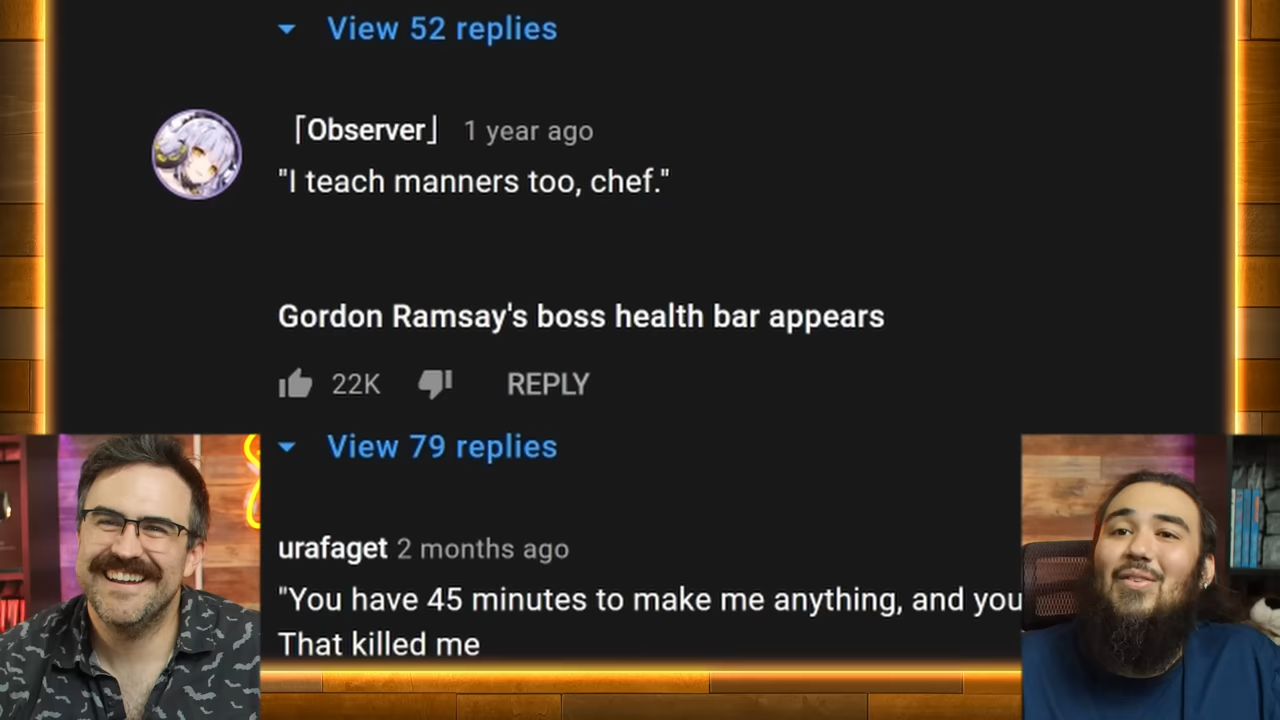 View 52 replies
「Observer」 1 year ago
"I teach manners too, chef."
Gordon Ramsay's boss health bar appears
22K REPLY
View 79 replies
urafaget 2 months ago
"You have 45 minutes to make me anything, and you
That killed me